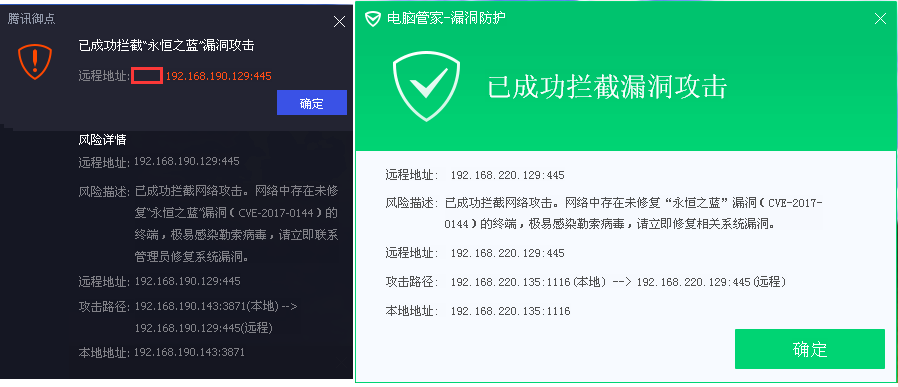 腾讯御点
已成功拦截“永恒之蓝”漏洞攻击
远程地址: 192.168.190.129:445
确定
风险详情
远程地址: 192.168.190.129:445
风险描述: 已成功拦截网络攻击。网络中存在未修
复“永恒之蓝”漏洞（CVE-2017-0144）的
终端，极易感染勒索病毒，请立即联系
管理员修复系统漏洞。
远程地址: 192.168.190.129:445
攻击路径: 192.168.190.143:3871(本地) -->
192.168.190.129:445(远程)
本地地址: 192.168.190.143:3871
电脑管家-漏洞防护
已成功拦截漏洞攻击
远程地址: 192.168.220.129:445
风险描述: 已成功拦截网络攻击。网络中存在未修复“永恒之蓝”漏洞（CVE-2017-
0144）的终端，极易感染勒索病毒，请立即修复相关系统漏洞。
远程地址: 192.168.220.129:445
攻击路径: 192.168.220.135:1116(本地) --> 192.168.220.129:445(远程)
本地地址: 192.168.220.135:1116
确定